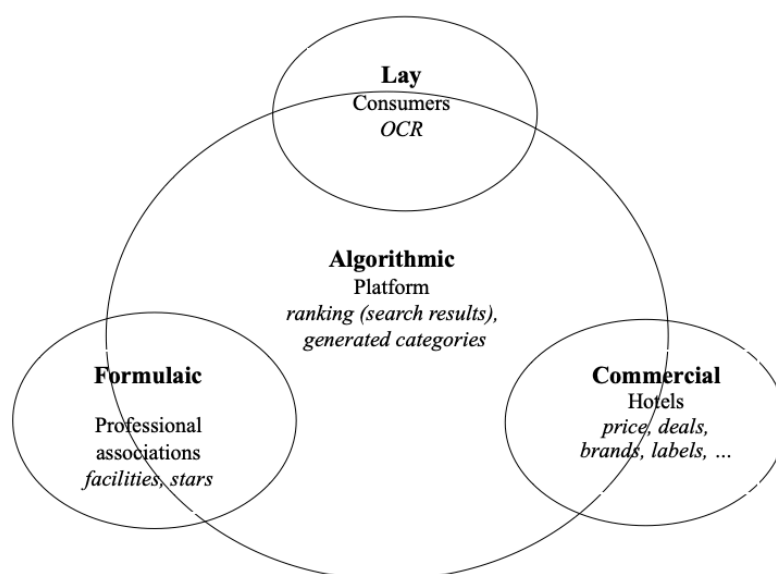 Lay
Consumers
OCR
Algorithmic
Platform
ranking (search results),
generated categories
Formulaic
Professional
associations
facilities, stars
Commercial
Hotels
price, deals,
brands, labels, ...